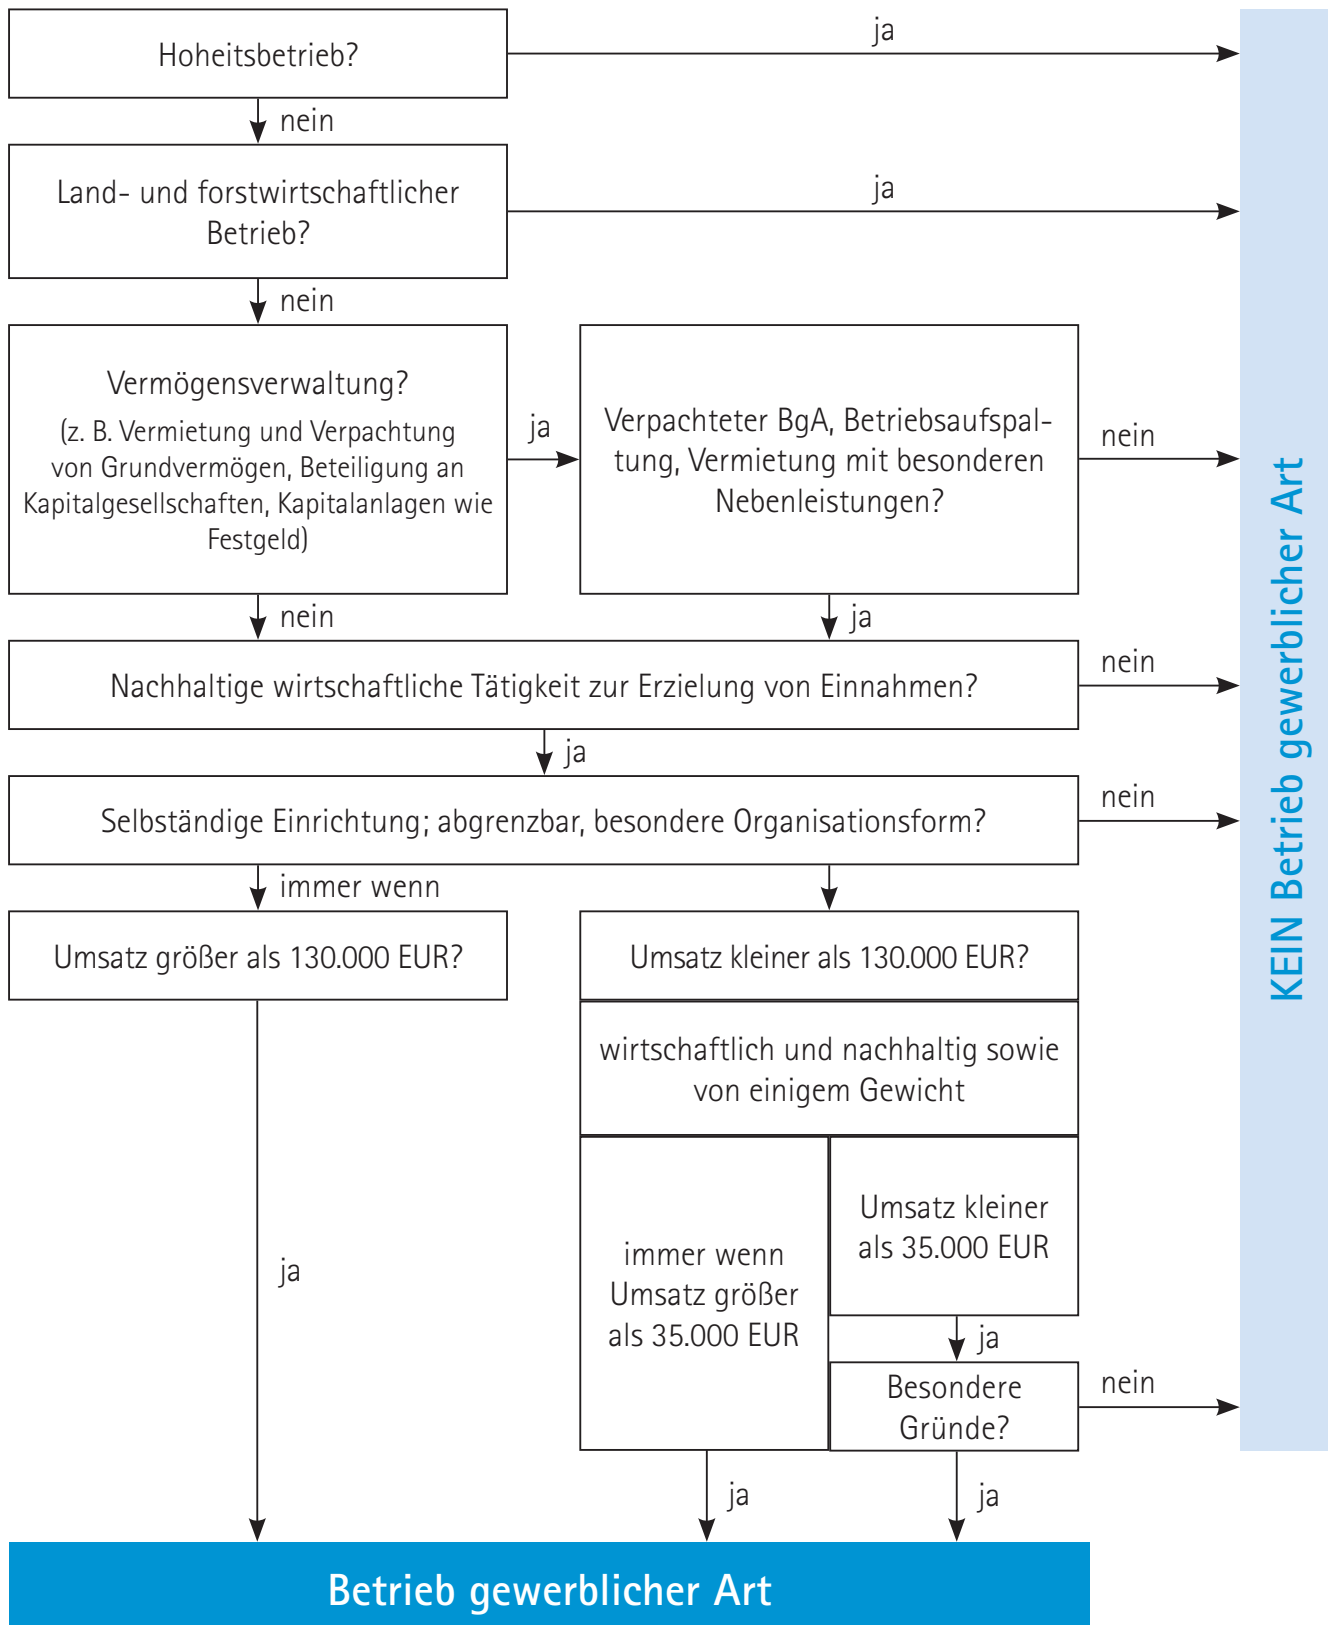 Hoheitsbetrieb?
ja
nein
Land- und forstwirtschaftlicher
Betrieb?
ja
nein
Vermögensverwaltung?
(z. B. Vermietung und Verpachtung
von Grundvermögen, Beteiligung an
Kapitalgesellschaften, Kapitalanlagen wie
Festgeld)
ja
Verpachteter BgA, Betriebsaufspal-
tung, Vermietung mit besonderen
Nebenleistungen?
nein
nein
ja
Nachhaltige wirtschaftliche Tätigkeit zur Erzielung von Einnahmen?
nein
ja
Selbständige Einrichtung; abgrenzbar, besondere Organisationsform?
nein
immer wenn
Umsatz größer als 130.000 EUR?
Umsatz kleiner als 130.000 EUR?
wirtschaftlich und nachhaltig sowie
von einigem Gewicht
ja
immer wenn
Umsatz größer
als 35.000 EUR
Umsatz kleiner
als 35.000 EUR
ja
Besondere
Gründe?
nein
ja
ja
Betrieb gewerblicher Art
KEIN Betrieb gewerblicher Art